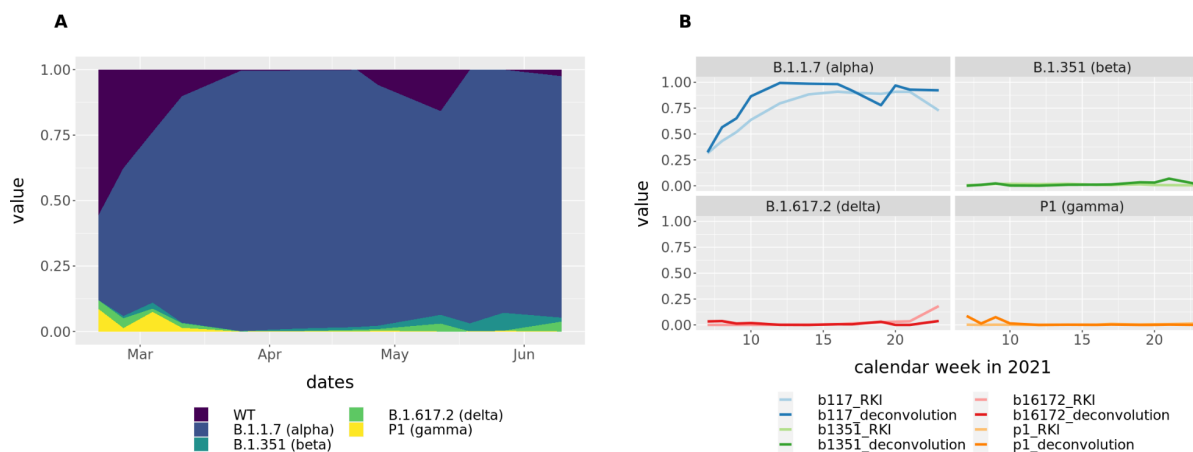 A
value
1.00
0.75
0.50
0.25
0.00
Mar
Apr
May
Jun
dates
WT
B.1.1.7 (alpha)
B.1.351 (beta)
B.1.617.2 (delta)
P1 (gamma)
B
value
B.1.1.7 (alpha)
B.1.351 (beta)
1.00
0.75
0.50
0.25
0.00
B.1.617.2 (delta)
P1 (gamma)
1.00
0.75
0.50
0.25
0.00
10
15
20
10
15
20
calendar week in 2021
b117_RKI
b117_deconvolution
b1351_RKI
b1351_deconvolution
b16172_RKI
b16172_deconvolution
p1_RKI
p1_deconvolution